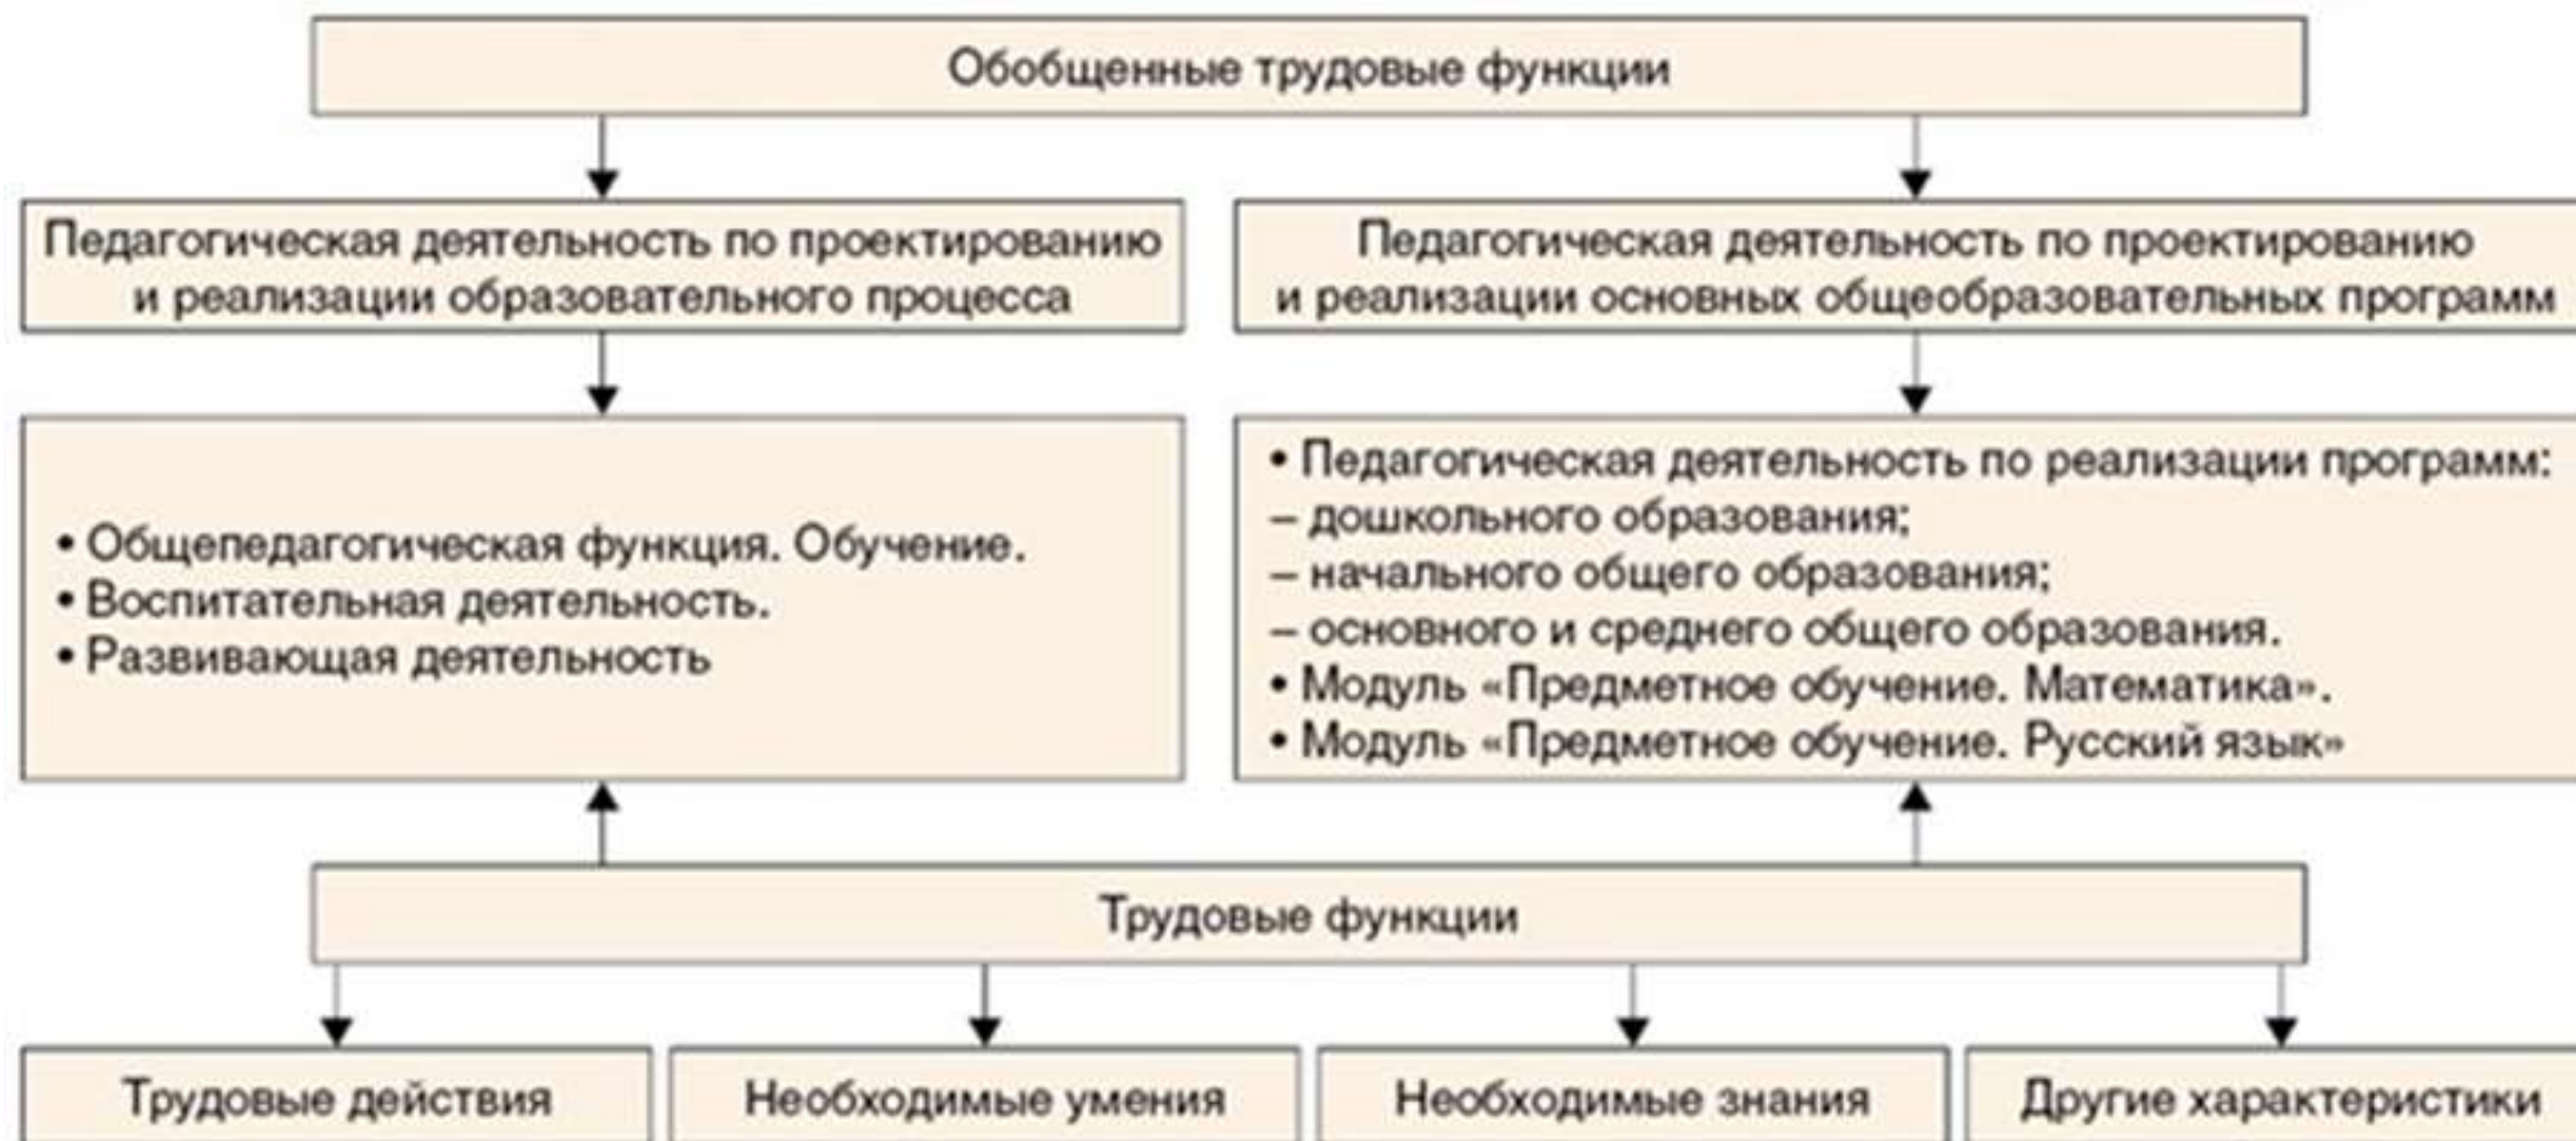 Обобщенные трудовые функции
Педагогическая деятельность по проектированию
и реализации образовательного процесса
Педагогическая деятельность по проектированию
и реализации основных общеобразовательных программ
• Общепедагогическая функция. Обучение.
• Воспитательная деятельность.
• Развивающая деятельность
• Педагогическая деятельность по реализации программ:
– дошкольного образования;
– начального общего образования;
– основного и среднего общего образования.
• Модуль «Предметное обучение. Математика».
• Модуль «Предметное обучение. Русский язык»
Трудовые функции
Трудовые действия
Необходимые умения
Необходимые знания
Другие характеристики